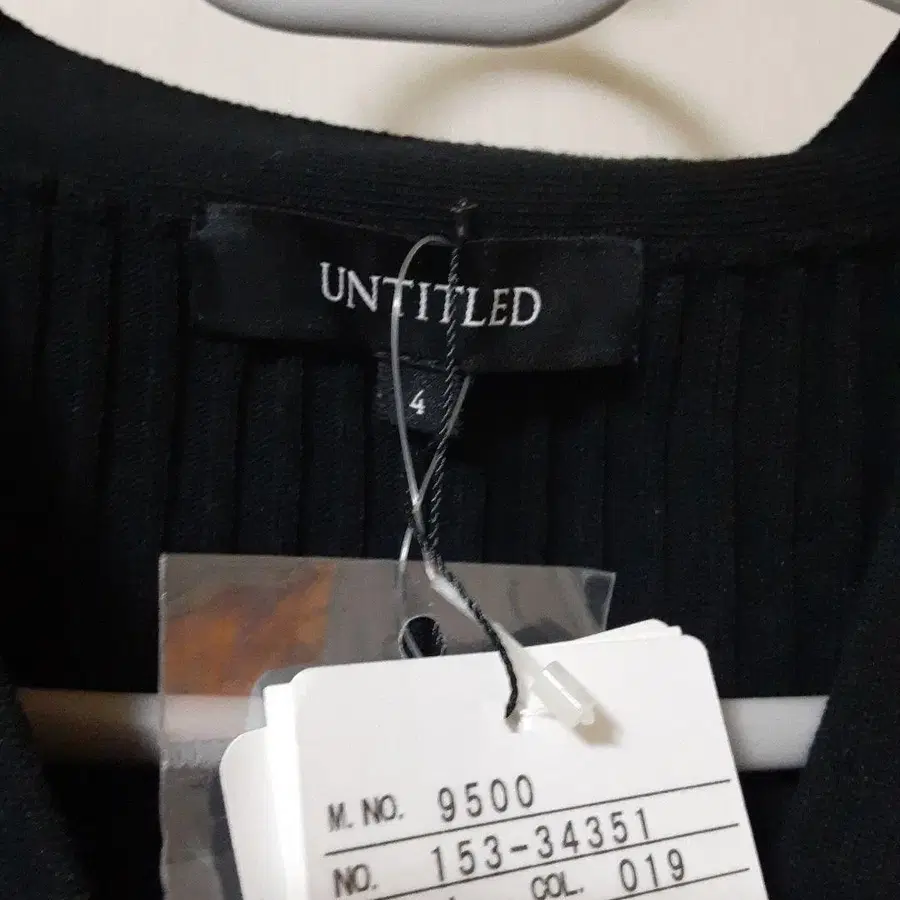 UNTITLED
4
M. NO. 9500
NO. 153-34351
COL. 019